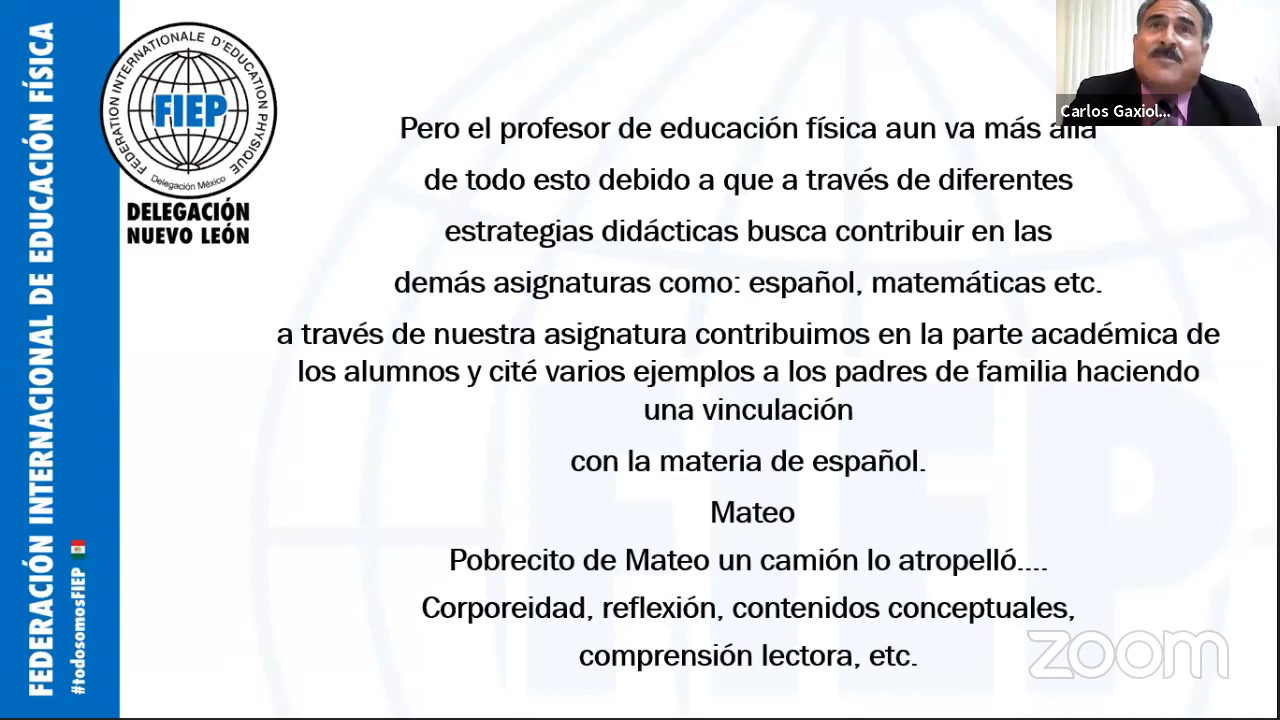 FEDERACIÓN INTERNACIONAL DE EDUCACIÓN FÍSICA
#todosomosFIEP
FEDERATION INTERNATIONALE D'EDUCATION PHYSIQUE
FIEP
Delegación México
DELEGACIÓN
NUEVO LEÓN
Carlos Gaxiol...
Pero el profesor de educación física aun va más allá
de todo esto debido a que a través de diferentes
estrategias didácticas busca contribuir en las
demás asignaturas como: español, matemáticas etc.
a través de nuestra asignatura contribuimos en la parte académica de
los alumnos y cité varios ejemplos a los padres de familia haciendo
una vinculación
con la materia de español.
Mateo
Pobrecito de Mateo un camión lo atropelló....
Corporeidad, reflexión, contenidos conceptuales,
comprensión lectora, etc.
FIEP
zoom